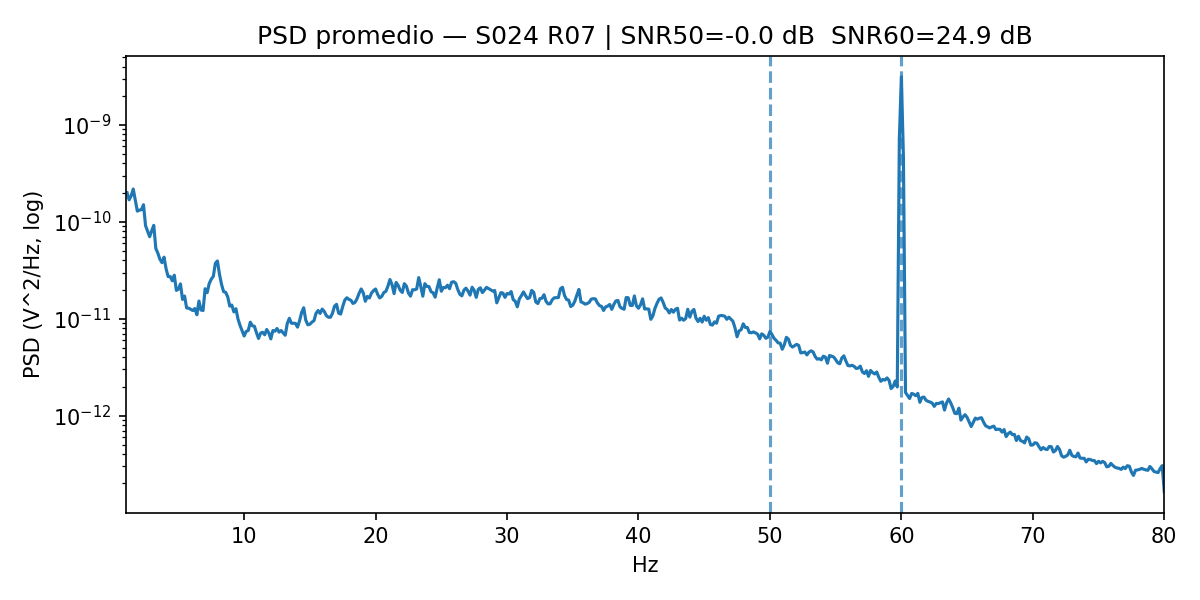 PSD promedio — S024 R07 | SNR50=-0.0 dB  SNR60=24.9 dB
PSD (V^2/Hz, log)
10⁻⁹
10⁻¹⁰
10⁻¹¹
10⁻¹²
10 20 30 40 50 60 70 80
Hz